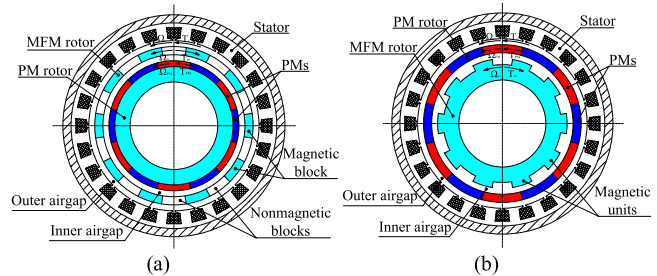 MFM rotor
PM rotor
Stator
PMs
Magnetic
block
Nonmagnetic
blocks
Outer airgap
Inner airgap
(a)
PM rotor
MFM rotor
Stator
PMs
Magnetic
units
Outer airgap
Inner airgap
(b)